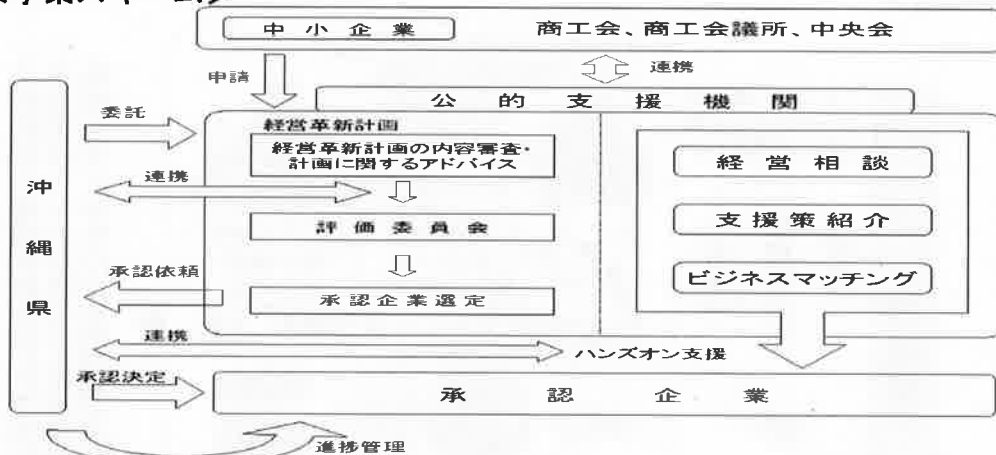 中小企業
商工会、商工会議所、中央会
申請
連携
公的支援機関
委託
経営革新計画
経営革新計画の内容審査・
計画に関するアドバイス
経営相談
連携
沖縄県
評価委員会
支援策紹介
承認依頼
承認企業選定
ビジネスマッチング
連携
ハンズオン支援
承認決定
承認企業
進捗管理